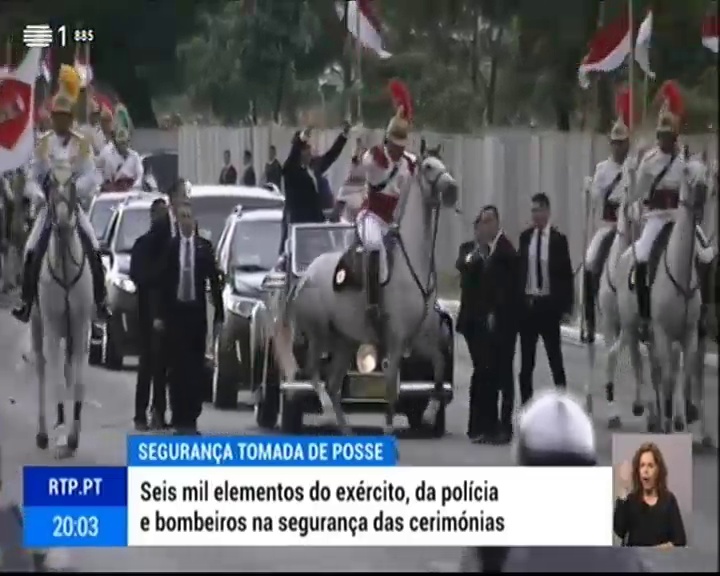 1 885
SEGURANÇA TOMADA DE POSSE
RTP.PT
Seis mil elementos do exército, da polícia
20:03
e bombeiros na segurança das cerimónias